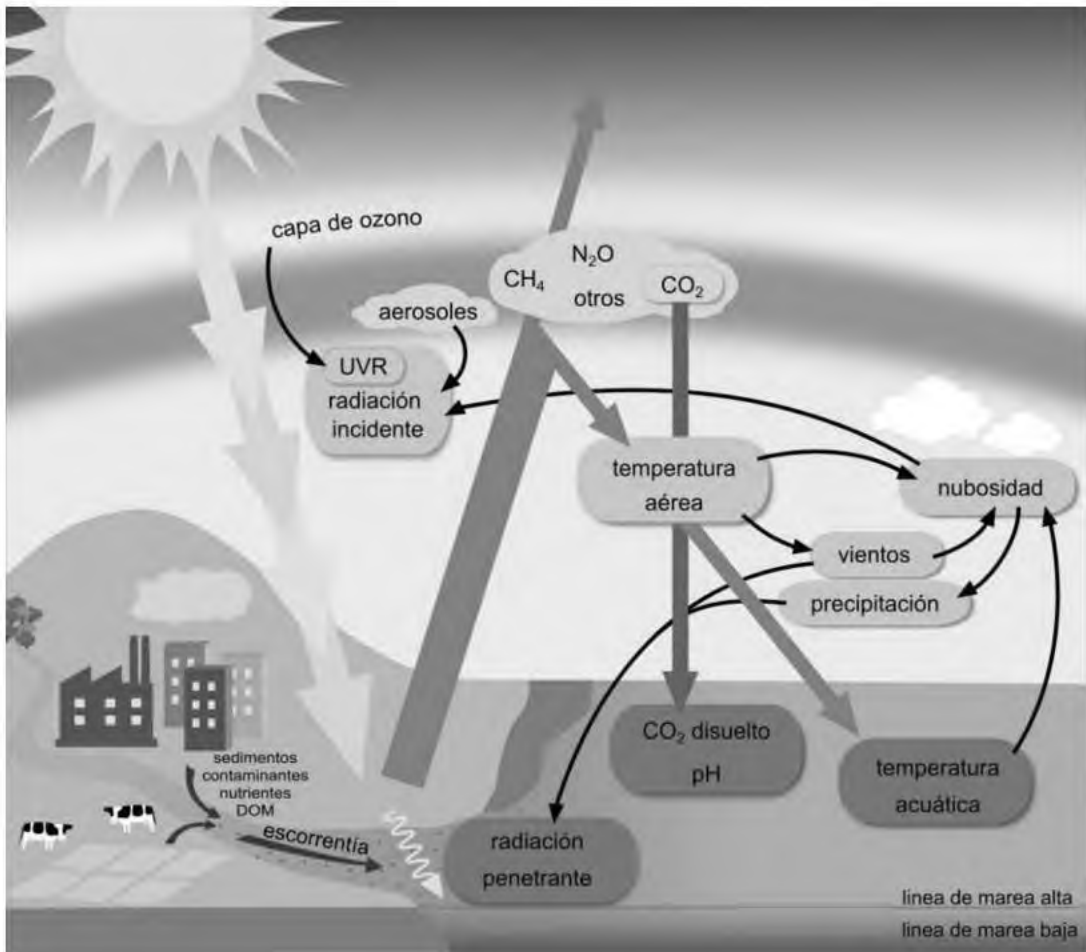 capa de ozono
N₂O
CH₄
otros
CO₂
aerosoles
UVR
radiación
incidente
temperatura
aérea
nubosidad
vientos
precipitación
CO₂ disuelto
pH
temperatura
acuática
sedimentos
contaminantes
nutrientes
DOM
escorrentía
radiación
penetrante
linea de marea alta
linea de marea baja